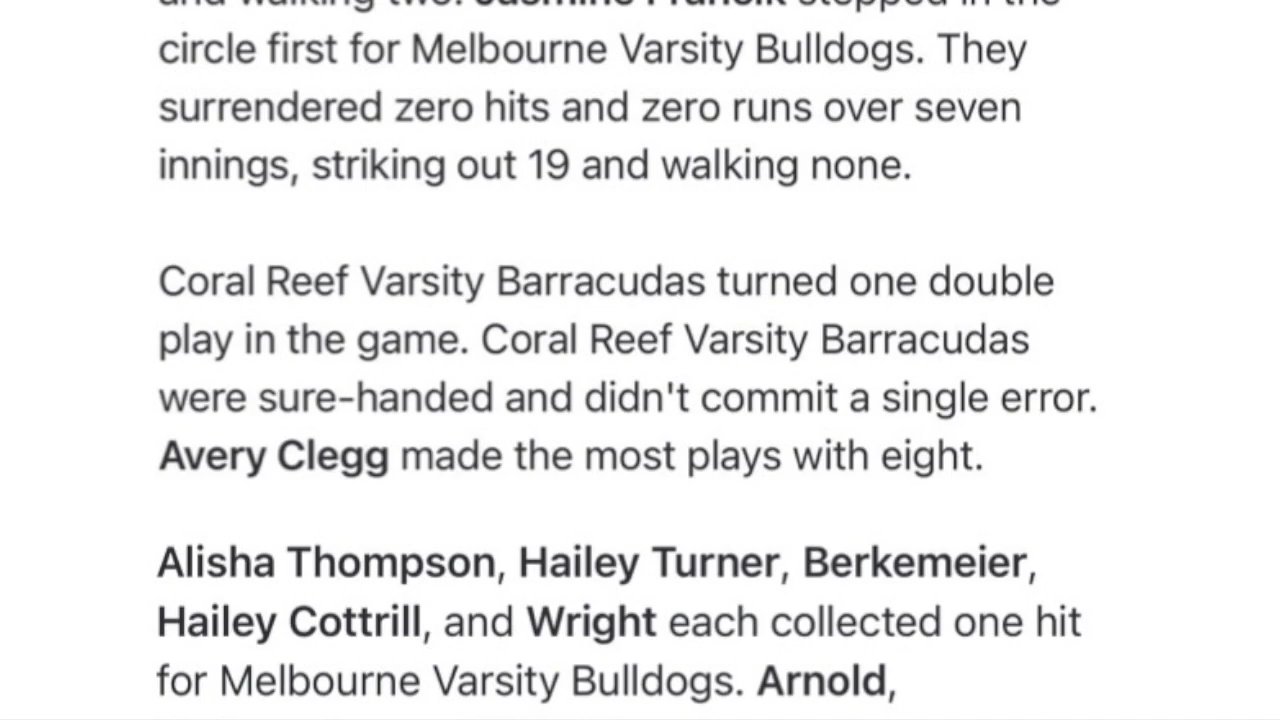 circle first for Melbourne Varsity Bulldogs. They
surrendered zero hits and zero runs over seven
innings, striking out 19 and walking none.
Coral Reef Varsity Barracudas turned one double
play in the game. Coral Reef Varsity Barracudas
were sure-handed and didn't commit a single error.
Avery Clegg made the most plays with eight.
Alisha Thompson, Hailey Turner, Berkemeier,
Hailey Cottrill, and Wright each collected one hit
for Melbourne Varsity Bulldogs. Arnold,